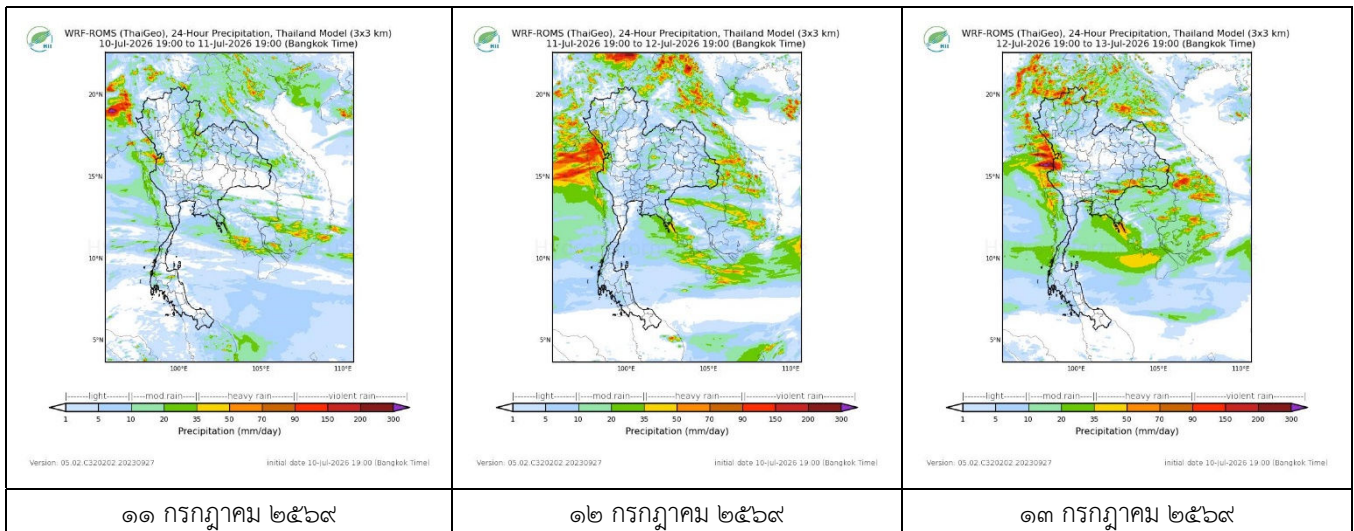 WRF-ROMS (ThaiGeo), 24-Hour Precipitation, Thailand Model (3x3 km)
10-Jul-2026 19:00 to 11-Jul-2026 19:00 (Bangkok Time)
20°N
15°N
10°N
5°N
100°E 105°E 110°E
|-------light-------||---mod rain---||-------heavy rain-------||-------violent rain-------|
1 5 10 20 35 50 70 90 150 200 300
Precipitation (mm/day)
Version: 05.02.C320202.20230927 initial date 10-Jul-2026 19:00 (Bangkok Time)
๑๑ กรกฎาคม ๒๕๖๙
WRF-ROMS (ThaiGeo), 24-Hour Precipitation, Thailand Model (3x3 km)
11-Jul-2026 19:00 to 12-Jul-2026 19:00 (Bangkok Time)
20°N
15°N
10°N
5°N
100°E 105°E 110°E
|-------light-------||---mod rain---||-------heavy rain-------||-------violent rain-------|
1 5 10 20 35 50 70 90 150 200 300
Precipitation (mm/day)
Version: 05.02.C320202.20230927 initial date 10-Jul-2026 19:00 (Bangkok Time)
๑๒ กรกฎาคม ๒๕๖๙
WRF-ROMS (ThaiGeo), 24-Hour Precipitation, Thailand Model (3x3 km)
12-Jul-2026 19:00 to 13-Jul-2026 19:00 (Bangkok Time)
20°N
15°N
10°N
5°N
100°E 105°E 110°E
|-------light-------||---mod rain---||-------heavy rain-------||-------violent rain-------|
1 5 10 20 35 50 70 90 150 200 300
Precipitation (mm/day)
Version: 05.02.C320202.20230927 initial date 10-Jul-2026 19:00 (Bangkok Time)
๑๓ กรกฎาคม ๒๕๖๙